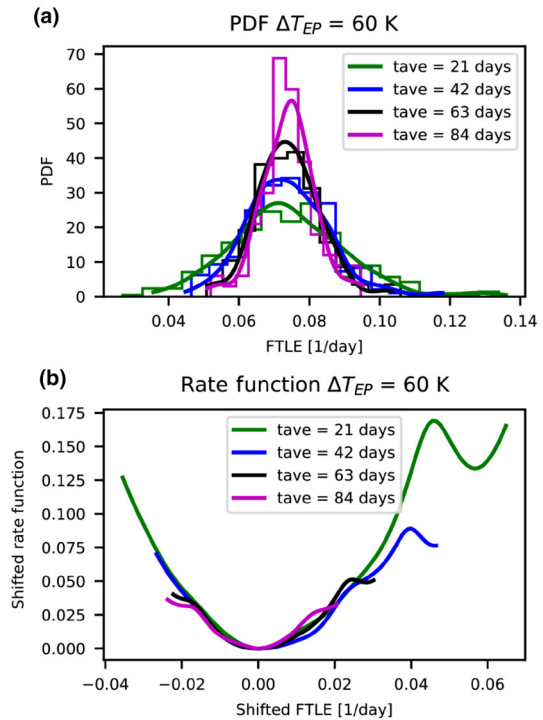 (a)
PDF ΔT_EP = 60 K
tave = 21 days
tave = 42 days
tave = 63 days
tave = 84 days
PDF
70
60
50
40
30
20
10
0
0.04 0.06 0.08 0.10 0.12 0.14
FTLE [1/day]
(b)
Rate function ΔT_EP = 60 K
tave = 21 days
tave = 42 days
tave = 63 days
tave = 84 days
Shifted rate function
0.175
0.150
0.125
0.100
0.075
0.050
0.025
0.000
−0.04 −0.02 0.00 0.02 0.04 0.06
Shifted FTLE [1/day]